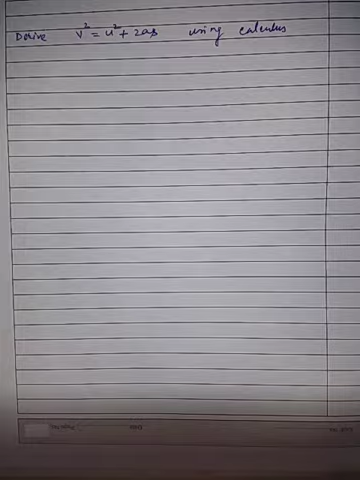 Derive v² = u² + 2as using calculus